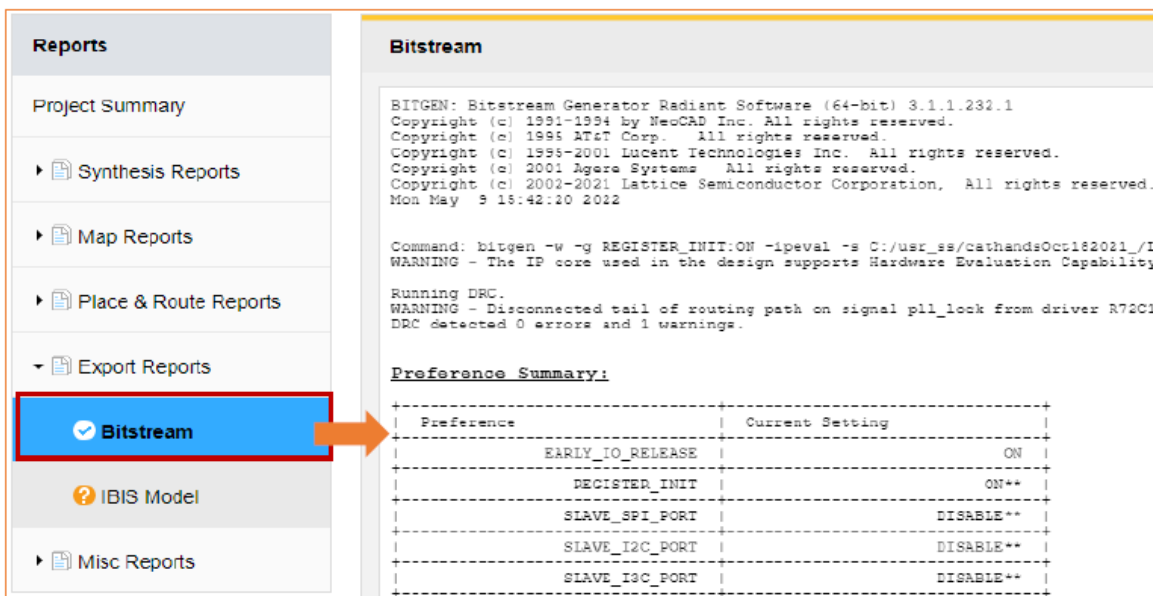 Reports
Project Summary
Synthesis Reports
Map Reports
Place & Route Reports
Export Reports
Bitstream
IBIS Model
Misc Reports
Bitstream
BITGEN: Bitstream Generator Radiant Software (64-bit) 3.1.1.232.1
Copyright (c) 1991-1994 by NeoCAD Inc. All rights reserved.
Copyright (c) 1995 AT&T Corp. All rights reserved.
Copyright (c) 1995-2001 Lucent Technologies Inc. All rights reserved.
Copyright (c) 2001 Agere Systems All rights reserved.
Copyright (c) 2002-2021 Lattice Semiconductor Corporation, All rights reserved.
Mon May 9 15:42:20 2022
Command: bitgen -w -g REGISTER_INIT:ON -ipeval -s C:/usr_ss/cathandsOct182021_/I
WARNING - The IP core used in the design supports Hardware Evaluation Capability
Running DRC.
WARNING - Disconnected tail of routing path on signal pll_lock from driver R72C1
DRC detected 0 errors and 1 warnings.
Preference Summary:
Preference Current Setting
EARLY_IO_RELEASE ON
REGISTER_INIT ON**
SLAVE_SPI_PORT DISABLE**
SLAVE_I2C_PORT DISABLE**
SLAVE_I3C_PORT DISABLE**